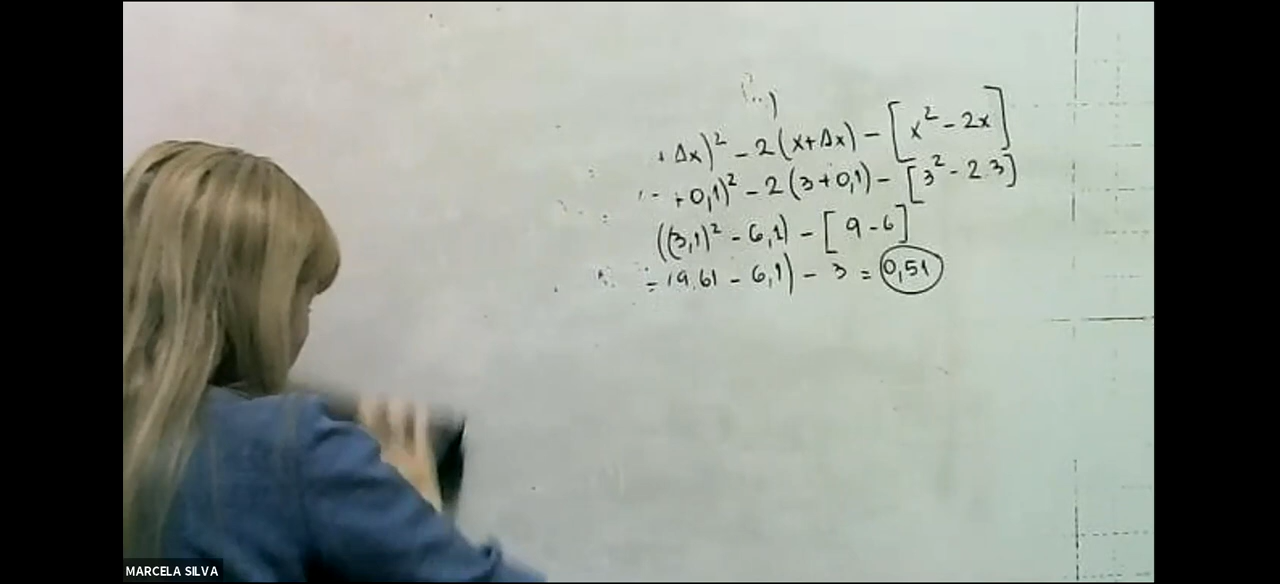 + Δx)² - 2(x+Δx) - [x² - 2x]
+0,1)² - 2(3+0,1) - [3² - 2.3]
((3,1)² - 6,2) - [9-6]
= (9,61 - 6,1) - 3 = 0,51
MARCELA SILVA